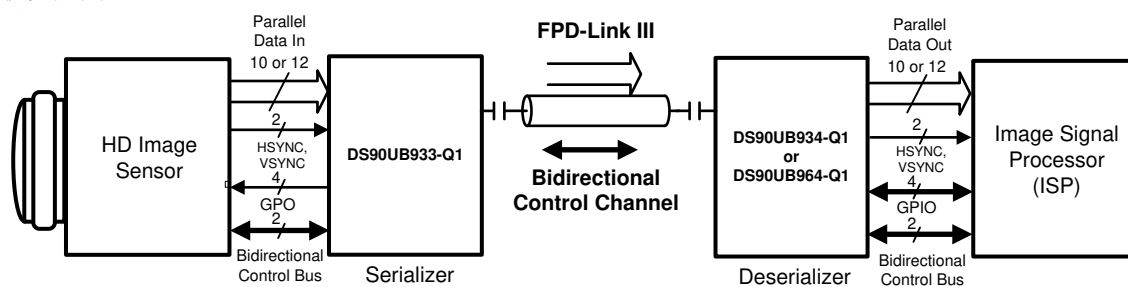 HD Image
Sensor
Parallel
Data In
10 or 12
2
HSYNC,
VSYNC
4
GPO
2
Bidirectional
Control Bus
DS90UB933-Q1
Serializer
FPD-Link III
Bidirectional
Control Channel
DS90UB934-Q1
or
DS90UB964-Q1
Deserializer
Parallel
Data Out
10 or 12
2
HSYNC,
VSYNC
4
GPIO
2
Bidirectional
Control Bus
Image Signal
Processor
(ISP)